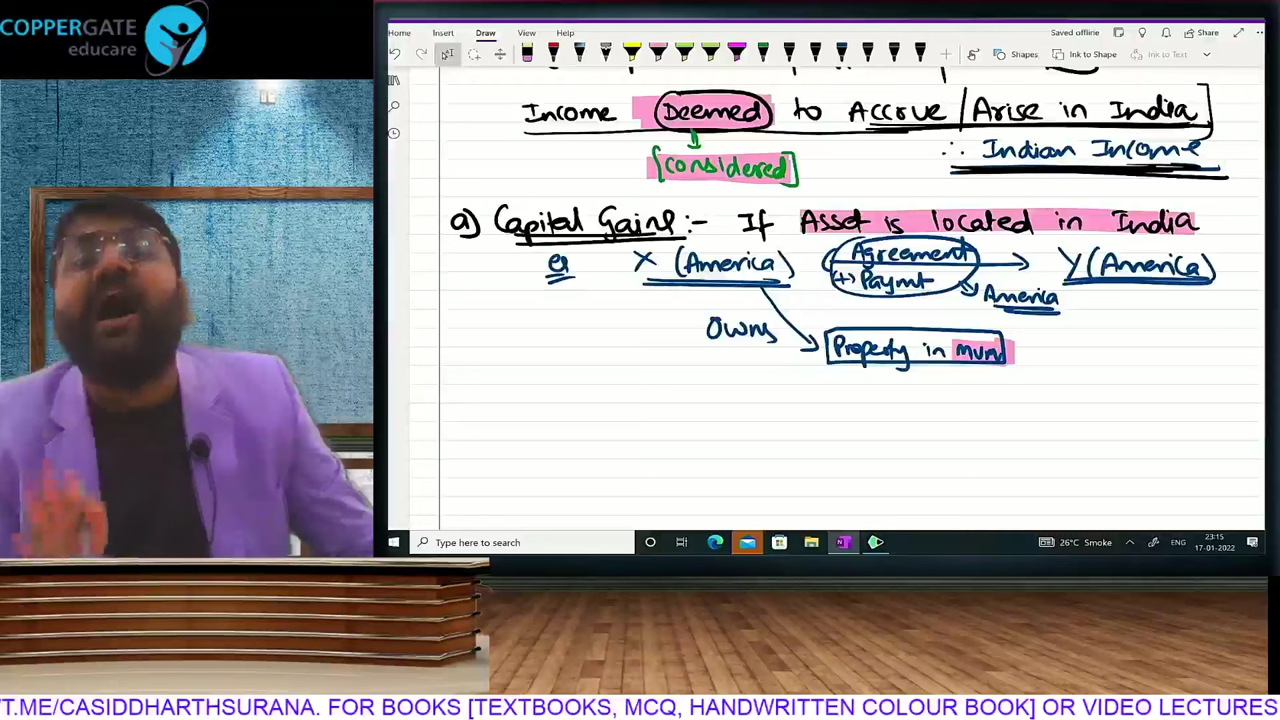 COPPERGATE
educare
Home Insert Draw View Help
Saved offline
Share
Shapes
Ink to Shape
Ink to Text
Income Deemed to Accrue / Arise in India
[considered]
∴ Indian Income
a) Capital Gains :- If Asset is located in India
eg X (America) Agreement (+) Paymt Y (America)
America
Owns
Property in mum
Type here to search
26°C Smoke
ENG
23:15
17-01-2022
T.ME/CASIDDHARTHSURANA. FOR BOOKS [TEXTBOOKS, MCQ, HANDWRITTEN COLOUR BOOK] OR VIDEO LECTURES